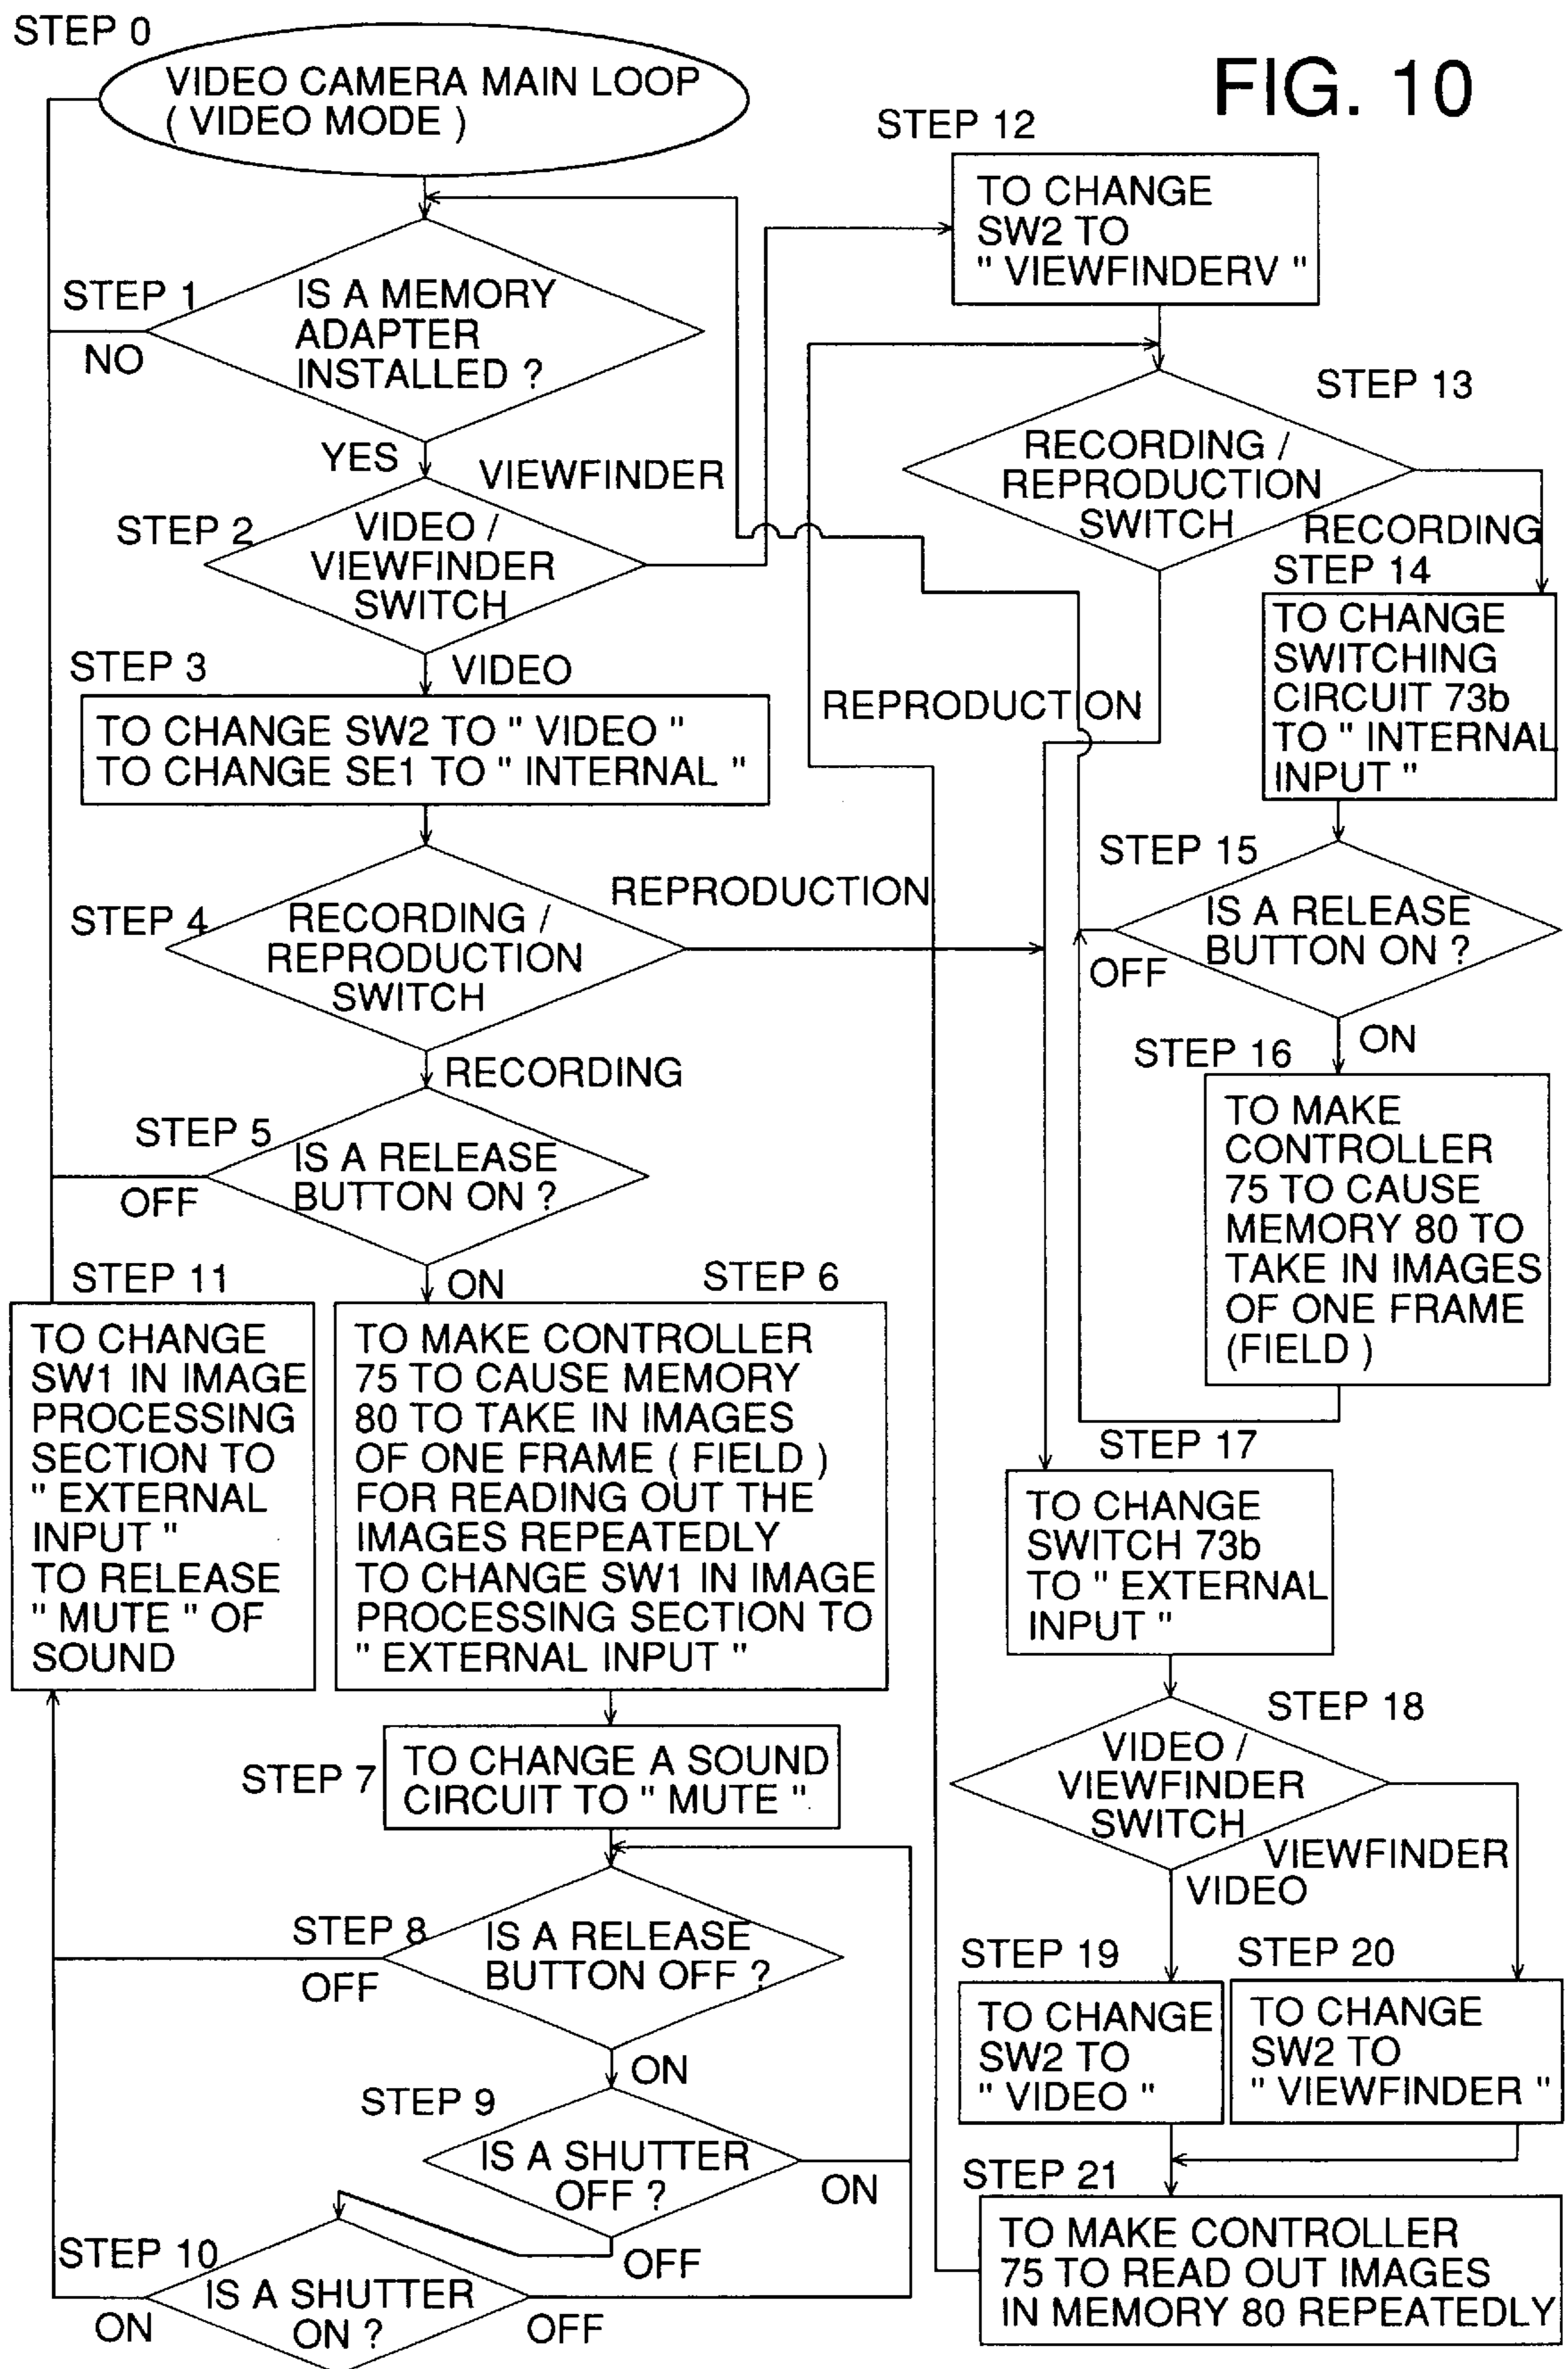 FIG. 10
STEP 0
VIDEO CAMERA MAIN LOOP
( VIDEO MODE )
STEP 1
IS A MEMORY
ADAPTER
INSTALLED ?
NO
YES
VIEWFINDER
STEP 2
VIDEO /
VIEWFINDER
SWITCH
VIDEO
STEP 3
TO CHANGE SW2 TO " VIDEO "
TO CHANGE SE1 TO " INTERNAL "
STEP 4
RECORDING /
REPRODUCTION
SWITCH
REPRODUCTION
RECORDING
STEP 5
IS A RELEASE
BUTTON ON ?
OFF
ON
STEP 11
TO CHANGE
SW1 IN IMAGE
PROCESSING
SECTION TO
" EXTERNAL
INPUT "
TO RELEASE
" MUTE " OF
SOUND
STEP 6
TO MAKE CONTROLLER
75 TO CAUSE MEMORY
80 TO TAKE IN IMAGES
OF ONE FRAME ( FIELD )
FOR READING OUT THE
IMAGES REPEATEDLY
TO CHANGE SW1 IN IMAGE
PROCESSING SECTION TO
" EXTERNAL INPUT "
STEP 7
TO CHANGE A SOUND
CIRCUIT TO " MUTE "
STEP 8
IS A RELEASE
BUTTON OFF ?
OFF
ON
STEP 9
IS A SHUTTER
OFF ?
ON
OFF
STEP 10
IS A SHUTTER
ON ?
ON
OFF
STEP 12
TO CHANGE
SW2 TO
" VIEWFINDERV "
STEP 13
RECORDING /
REPRODUCTION
SWITCH
RECORDING
REPRODUCTION
STEP 14
TO CHANGE
SWITCHING
CIRCUIT 73b
TO " INTERNAL
INPUT "
STEP 15
IS A RELEASE
BUTTON ON ?
OFF
ON
STEP 16
TO MAKE
CONTROLLER
75 TO CAUSE
MEMORY 80 TO
TAKE IN IMAGES
OF ONE FRAME
(FIELD )
STEP 17
TO CHANGE
SWITCH 73b
TO " EXTERNAL
INPUT "
STEP 18
VIDEO /
VIEWFINDER
SWITCH
VIEWFINDER
VIDEO
STEP 19
TO CHANGE
SW2 TO
" VIDEO "
STEP 20
TO CHANGE
SW2 TO
" VIEWFINDER "
STEP 21
TO MAKE CONTROLLER
75 TO READ OUT IMAGES
IN MEMORY 80 REPEATEDLY